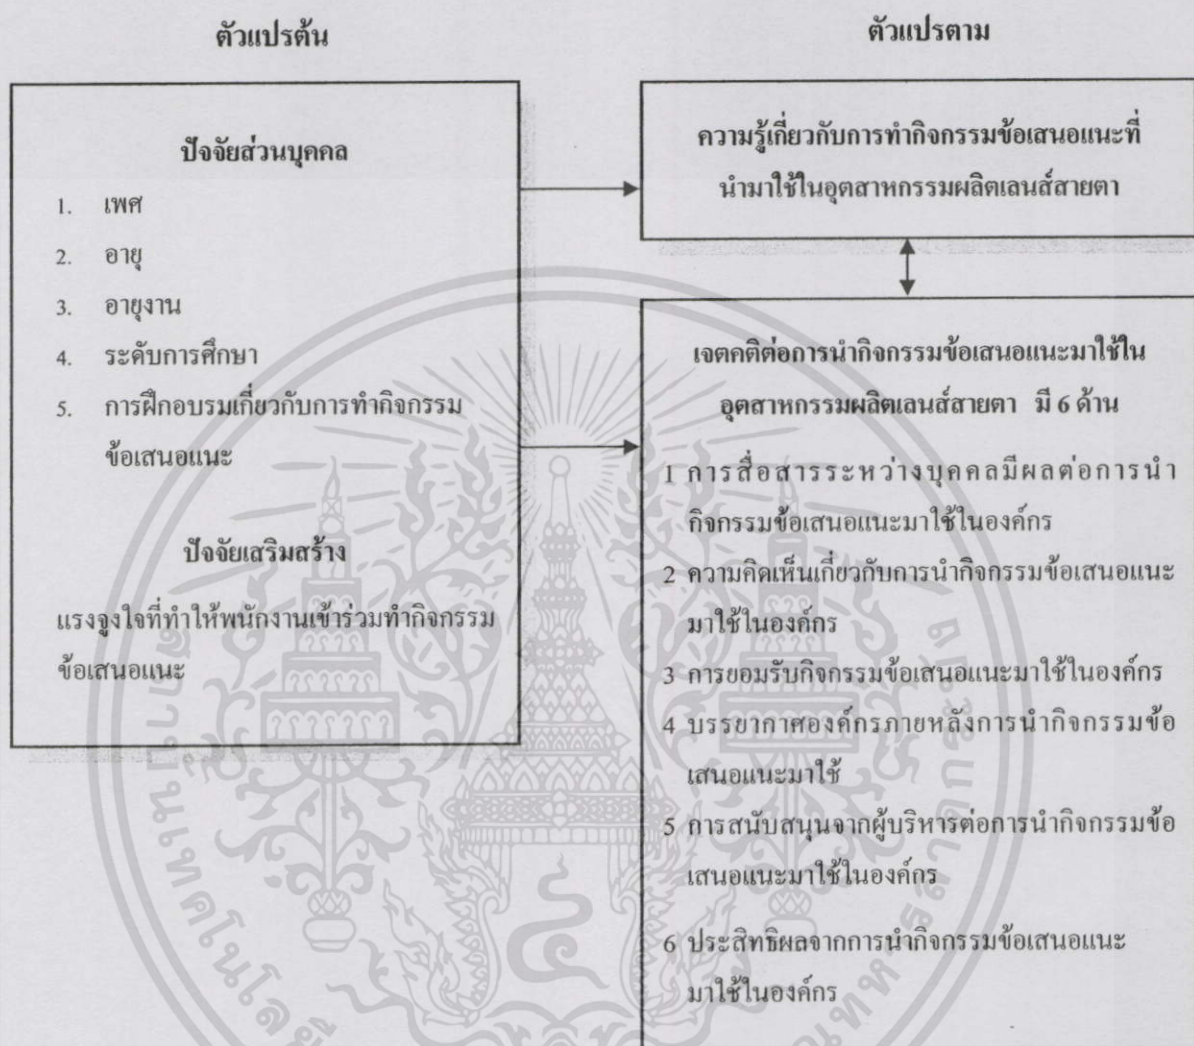 ตัวแปรต้น
ตัวแปรตาม
ปัจจัยส่วนบุคคล
1. เพศ
2. อายุ
3. อายุงาน
4. ระดับการศึกษา
5. การฝึกอบรมเกี่ยวกับการทำกิจกรรม
ข้อเสนอแนะ
ปัจจัยเสริมสร้าง
แรงจูงใจที่ทำให้พนักงานเข้าร่วมทำกิจกรรม
ข้อเสนอแนะ
ความรู้เกี่ยวกับการทำกิจกรรมข้อเสนอแนะที่
นำมาใช้ในอุตสาหกรรมผลิตเลนส์สายตา
เจตคติต่อการนำกิจกรรมข้อเสนอแนะมาใช้ใน
อุตสาหกรรมผลิตเลนส์สายตา มี 6 ด้าน
1 การสื่อสารระหว่างบุคคลมีผลต่อการนำ
กิจกรรมข้อเสนอแนะมาใช้ในองค์กร
2 ความคิดเห็นเกี่ยวกับการนำกิจกรรมข้อเสนอแนะ
มาใช้ในองค์กร
3 การยอมรับกิจกรรมข้อเสนอแนะมาใช้ในองค์กร
4 บรรยากาศองค์กรภายหลังการนำกิจกรรมข้อ
เสนอแนะมาใช้
5 การสนับสนุนจากผู้บริหารต่อการนำกิจกรรมข้อ
เสนอแนะมาใช้ในองค์กร
6 ประสิทธิผลจากการนำกิจกรรมข้อเสนอแนะ
มาใช้ในองค์กร